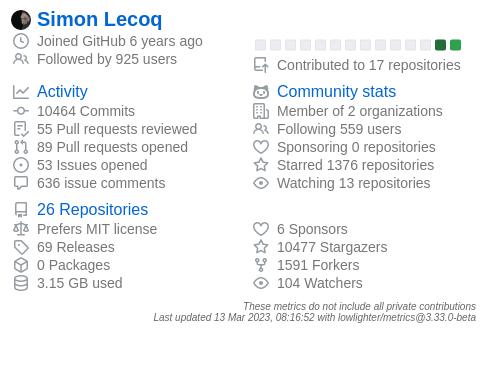 Simon Lecoq
Joined GitHub 6 years ago
Followed by 925 users
Contributed to 17 repositories
Activity
10464 Commits
55 Pull requests reviewed
89 Pull requests opened
53 Issues opened
636 issue comments
Community stats
Member of 2 organizations
Following 559 users
Sponsoring 0 repositories
Starred 1376 repositories
Watching 13 repositories
26 Repositories
Prefers MIT license
69 Releases
0 Packages
3.15 GB used
6 Sponsors
10477 Stargazers
1591 Forkers
104 Watchers
These metrics do not include all private contributions
Last updated 13 Mar 2023, 08:16:52 with lowlighter/metrics@3.33.0-beta